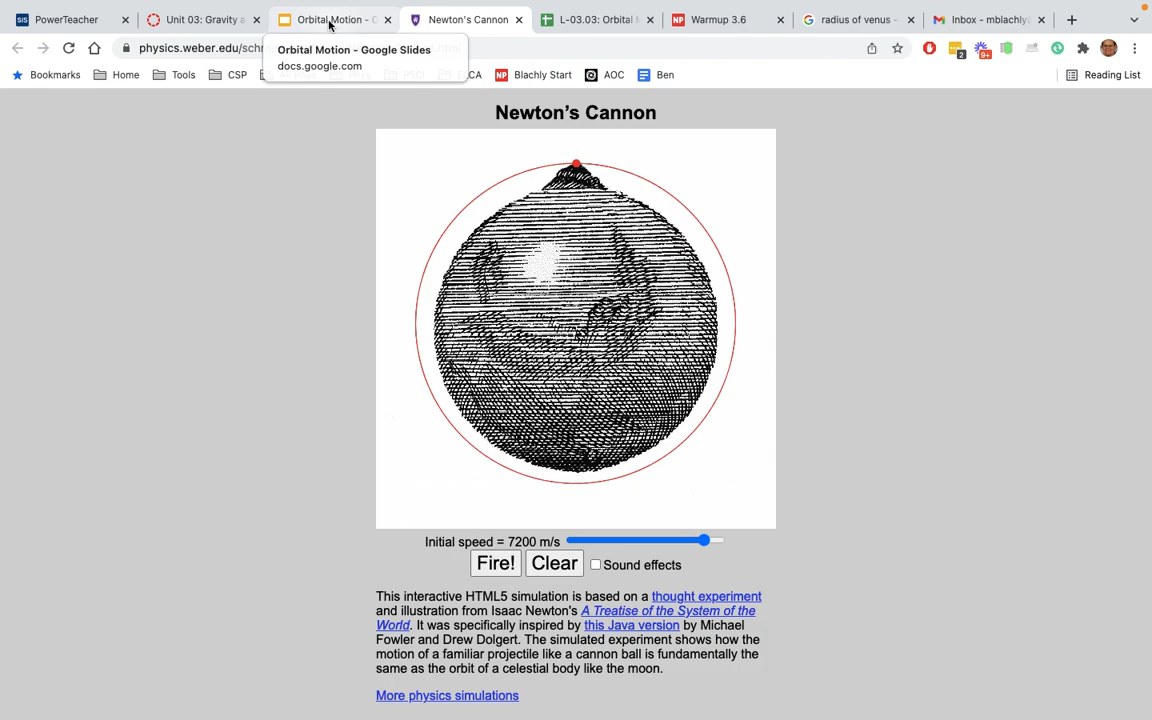 PowerTeacher
Unit 03: Gravity a
Orbital Motion - G
Newton's Cannon
L-03.03: Orbital M
Warmup 3.6
radius of venus -
Inbox - mblachly@
physics.weber.edu/schr
Orbital Motion - Google Slides
docs.google.com
2
9+
Bookmarks
Home
Tools
CSP
Blachly Start
AOC
Ben
Reading List
Newton's Cannon
Initial speed = 7200 m/s
Fire! Clear Sound effects
This interactive HTML5 simulation is based on a thought experiment
and illustration from Isaac Newton's A Treatise of the System of the
World. It was specifically inspired by this Java version by Michael
Fowler and Drew Dolgert. The simulated experiment shows how the
motion of a familiar projectile like a cannon ball is fundamentally the
same as the orbit of a celestial body like the moon.
More physics simulations